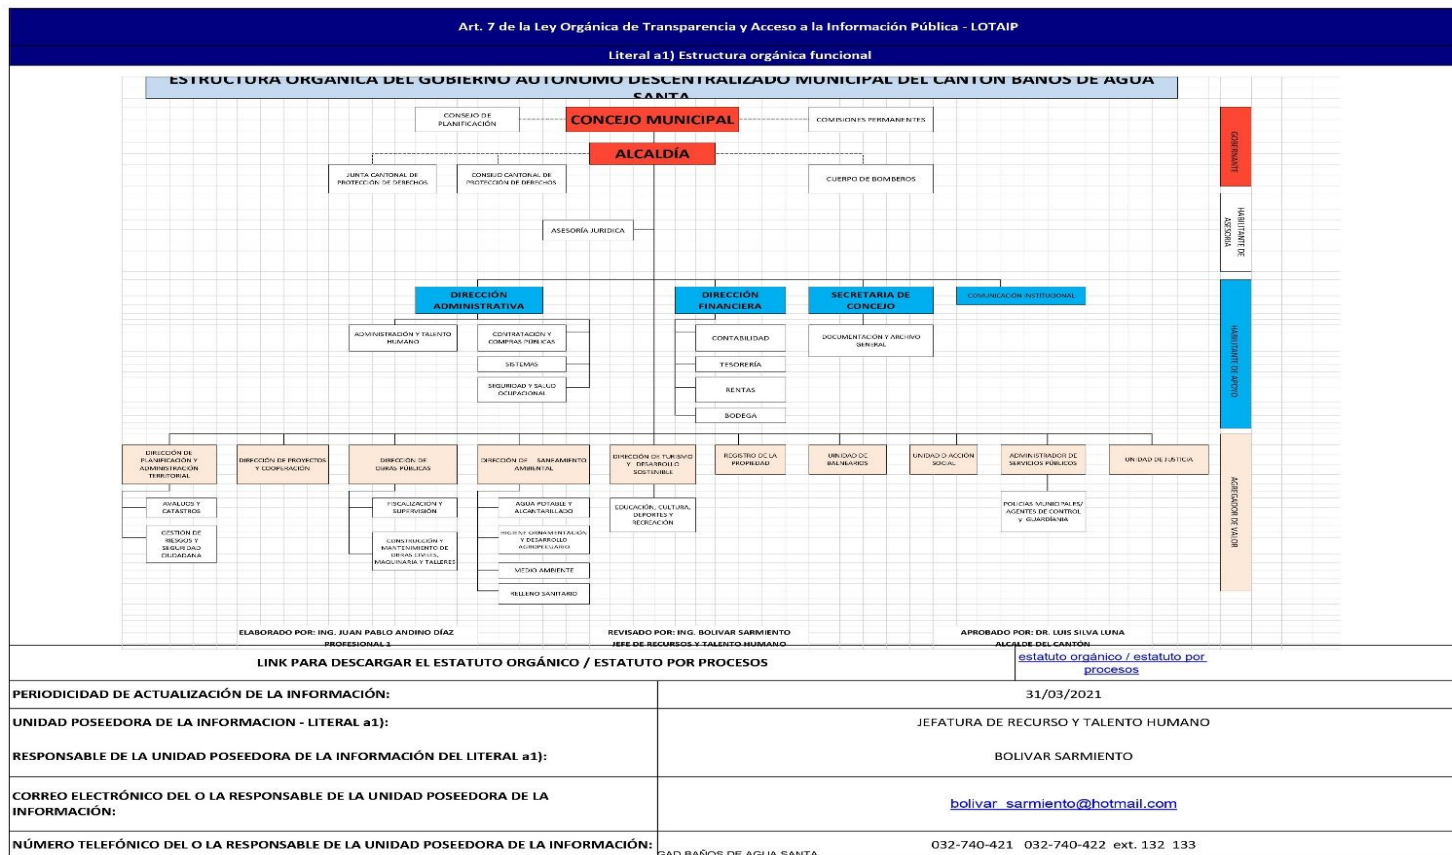 Art. 7 de la Ley Orgánica de Transparencia y Acceso a la Información Pública - LOTAIP
Literal a1) Estructura orgánica funcional
ESTRUCTURA ORGANICA DEL GOBIERNO AUTONOMO DESCENTRALIZADO MUNICIPAL DEL CANTON BAÑOS DE AGUA
SANTA
CONSEJO DE
PLANIFICACIÓN
CONCEJO MUNICIPAL
COMISIONES PERMANENTES
GOBERNANTE
ALCALDÍA
JUNTA CANTONAL DE
PROTECCIÓN DE DERECHOS
CONSEJO CANTONAL DE
PROTECCIÓN DE DERECHOS
CUERPO DE BOMBEROS
ASESORÍA JURIDICA
HABILITANTE DE
ASESORIA
DIRECCIÓN
ADMINISTRATIVA
DIRECCIÓN
FINANCIERA
SECRETARIA DE
CONCEJO
COMUNICACIÓN INSTITUCIONAL
HABILITANTE DE APOYO
ADMINISTRACIÓN Y TALENTO
HUMANO
CONTRATACIÓN Y
COMPRAS PÚBLICAS
SISTEMAS
SEGURIDAD Y SALUD
OCUPACIONAL
CONTABILIDAD
TESORERÍA
RENTAS
BODEGA
DOCUMENTACIÓN Y ARCHIVO
GENERAL
DIRECCIÓN DE
PLANIFICACIÓN Y
ADMINISTRACIÓN
TERRITORIAL
DIRECCIÓN DE PROYECTOS
Y COOPERACIÓN
DIRECCIÓN DE
OBRAS PÚBLICAS
DIRECCIÓN DE SANEAMIENTO
AMBIENTAL
DIRECCIÓN DE TURISMO
Y DESARROLLO
SOSTENIBLE
REGISTRO DE LA
PROPIEDAD
UNIDAD DE
BALNEARIOS
UNIDAD D ACCIÓN
SOCIAL
ADMINISTRADOR DE
SERVICIOS PÚBLICOS
UNIDAD DE JUSTICIA
AGREGADOR DE VALOR
AVALUOS Y
CATASTROS
GESTIÓN DE
RIESGOS Y
SEGURIDAD
CIUDADANA
FISCALIZACIÓN Y
SUPERVISIÓN
CONSTRUCCIÓN Y
MANTENIMIENTO DE
OBRAS CIVILES,
MAQUINARIA Y TALLERES
AGUA POTABLE Y
ALCANTARILLADO
HIGIENE ORNAMENTACIÓN
Y DESARROLLO
AGROPECUARIO
MEDIO AMBIENTE
RELLENO SANITARIO
EDUCACIÓN, CULTURA,
DEPORTES Y
RECREACIÓN
POLICIAS MUNICIPALES/
AGENTES DE CONTROL
y GUARDIANIA
ELABORADO POR: ING. JUAN PABLO ANDINO DÍAZ
PROFESIONAL 1
REVISADO POR: ING. BOLIVAR SARMIENTO
JEFE DE RECURSOS Y TALENTO HUMANO
APROBADO POR: DR. LUIS SILVA LUNA
ALCALDE DEL CANTÓN
LINK PARA DESCARGAR EL ESTATUTO ORGÁNICO / ESTATUTO POR PROCESOS
estatuto orgánico / estatuto por
procesos
PERIODICIDAD DE ACTUALIZACIÓN DE LA INFORMACIÓN:
31/03/2021
UNIDAD POSEEDORA DE LA INFORMACION - LITERAL a1):
JEFATURA DE RECURSO Y TALENTO HUMANO
RESPONSABLE DE LA UNIDAD POSEEDORA DE LA INFORMACIÓN DEL LITERAL a1):
BOLIVAR SARMIENTO
CORREO ELECTRÓNICO DEL O LA RESPONSABLE DE LA UNIDAD POSEEDORA DE LA
INFORMACIÓN:
bolivar_sarmiento@hotmail.com
NÚMERO TELEFÓNICO DEL O LA RESPONSABLE DE LA UNIDAD POSEEDORA DE LA INFORMACIÓN:
032-740-421 032-740-422 ext. 132 133
GAD BAÑOS DE AGUA SANTA